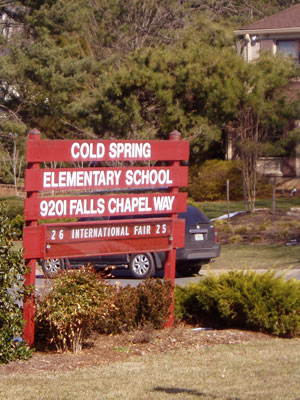 COLD SPRING
ELEMENTARY SCHOOL
9201 FALLS CHAPEL WAY
26 INTERNATIONAL FAIR 25